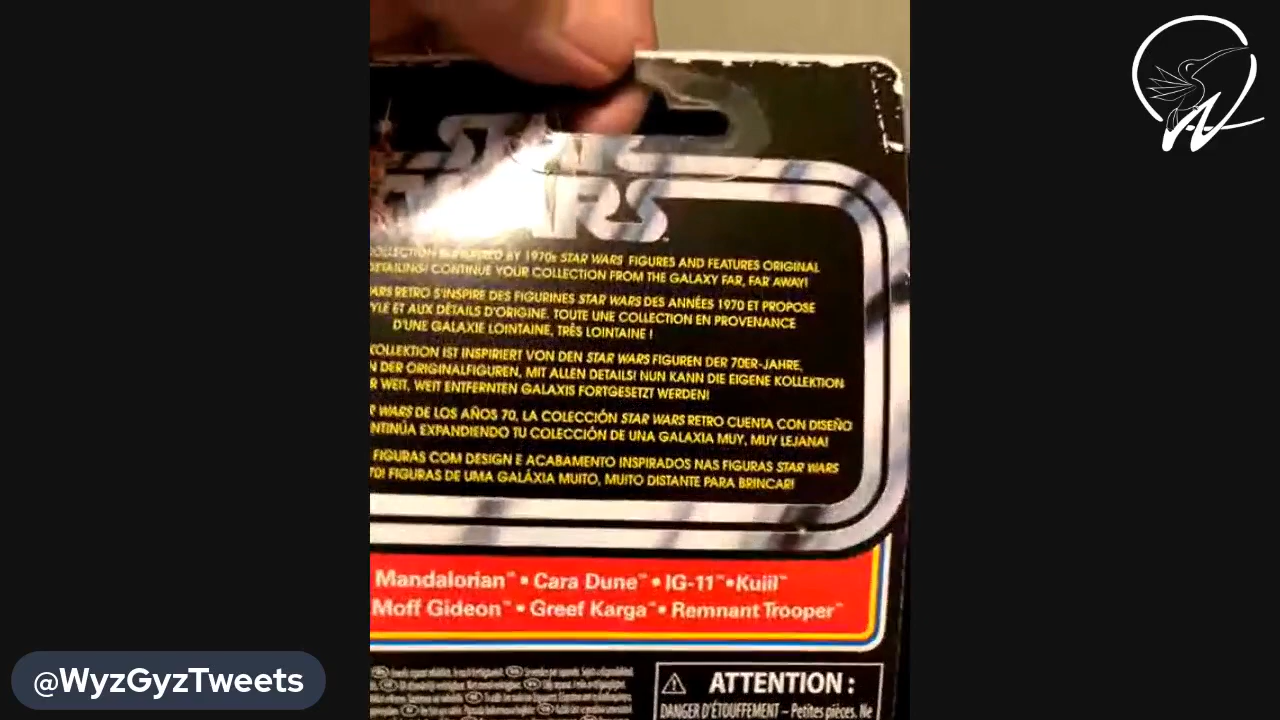 STAR
WARS
COLLECTION IS INSPIRED BY 1970s STAR WARS FIGURES AND FEATURES ORIGINAL
DETAILING! CONTINUE YOUR COLLECTION FROM THE GALAXY FAR, FAR AWAY!
ARS RETRO S'INSPIRE DES FIGURINES STAR WARS DES ANNÉES 1970 ET PROPOSE
YLE ET AUX DÉTAILS D'ORIGINE. TOUTE UNE COLLECTION EN PROVENANCE
D'UNE GALAXIE LOINTAINE, TRÈS LOINTAINE !
KOLLEKTION IST INSPIRIERT VON DEN STAR WARS FIGUREN DER 70ER-JAHRE,
N DER ORIGINALFIGUREN, MIT ALLEN DETAILS! NUN KANN DIE EIGENE KOLLEKTION
R WEIT, WEIT ENTFERNTEN GALAXIS FORTGESETZT WERDEN!
R WARS DE LOS AÑOS 70, LA COLECCIÓN STAR WARS RETRO CUENTA CON DISEÑO
NTINÚA EXPANDIENDO TU COLECCIÓN DE UNA GALAXIA MUY, MUY LEJANA!
FIGURAS COM DESIGN E ACABAMENTO INSPIRADOS NAS FIGURAS STAR WARS
TO! FIGURAS DE UMA GALÁXIA MUITO, MUITO DISTANTE PARA BRINCAR!
Mandalorian™ • Cara Dune™ • IG-11™ • Kuiil™
Moff Gideon™ • Greef Karga™ • Remnant Trooper™
ATTENTION :
DANGER D'ÉTOUFFEMENT – Petites pièces. Ne
@WyzGyzTweets